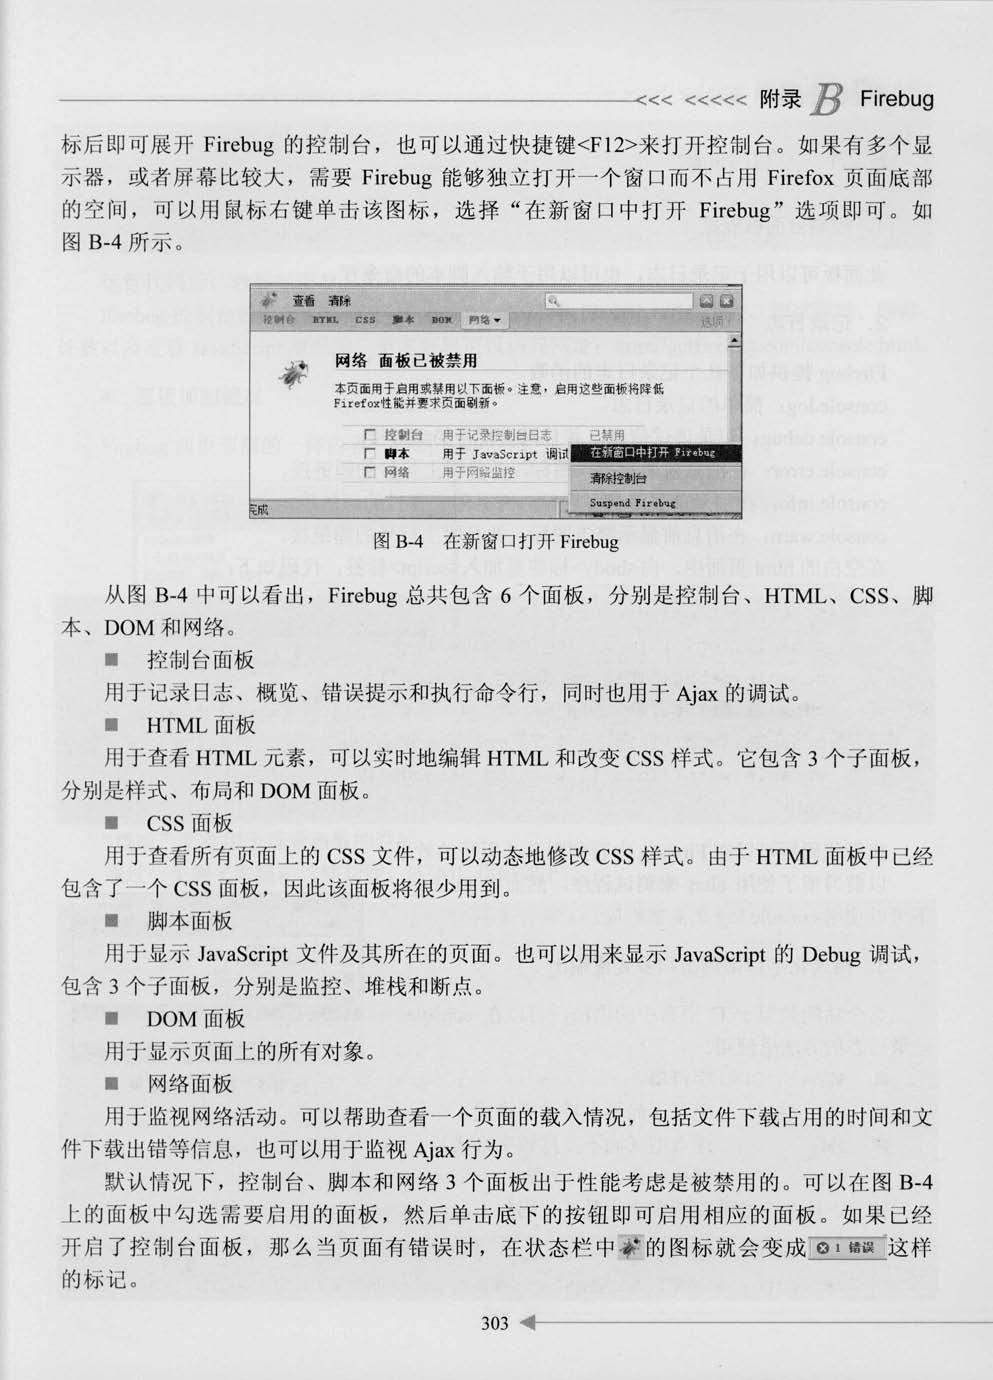 <<< <<<<< 附录 B Firebug
标后即可展开 Firebug 的控制台，也可以通过快捷键<F12>来打开控制台。如果有多个显
示器，或者屏幕比较大，需要 Firebug 能够独立打开一个窗口而不占用 Firefox 页面底部
的空间，可以用鼠标右键单击该图标，选择“在新窗口中打开 Firebug”选项即可。如
图 B-4 所示。
查看 清除
控制台 HTML CSS 脚本 DOM 网络 选项
网络 面板已被禁用
本页面用于启用或禁用以下面板。注意，启用这些面板将降低
Firefox性能并要求页面刷新。
控制台 用于记录控制台日志 已禁用
脚本 用于 JavaScript 调试 在新窗口中打开 Firebug
网络 用于网络监控 清除控制台
Suspend Firebug
完成
图 B-4 在新窗口打开 Firebug
从图 B-4 中可以看出，Firebug 总共包含 6 个面板，分别是控制台、HTML、CSS、脚
本、DOM 和网络。
■ 控制台面板
用于记录日志、概览、错误提示和执行命令行，同时也用于 Ajax 的调试。
■ HTML 面板
用于查看 HTML 元素，可以实时地编辑 HTML 和改变 CSS 样式。它包含 3 个子面板，
分别是样式、布局和 DOM 面板。
■ CSS 面板
用于查看所有页面上的 CSS 文件，可以动态地修改 CSS 样式。由于 HTML 面板中已经
包含了一个 CSS 面板，因此该面板将很少用到。
■ 脚本面板
用于显示 JavaScript 文件及其所在的页面。也可以用来显示 JavaScript 的 Debug 调试，
包含 3 个子面板，分别是监控、堆栈和断点。
■ DOM 面板
用于显示页面上的所有对象。
■ 网络面板
用于监视网络活动。可以帮助查看一个页面的载入情况，包括文件下载占用的时间和文
件下载出错等信息，也可以用于监视 Ajax 行为。
默认情况下，控制台、脚本和网络 3 个面板出于性能考虑是被禁用的。可以在图 B-4
上的面板中勾选需要启用的面板，然后单击底下的按钮即可启用相应的面板。如果已经
开启了控制台面板，那么当页面有错误时，在状态栏中的图标就会变成 1 错误 这样
的标记。
303